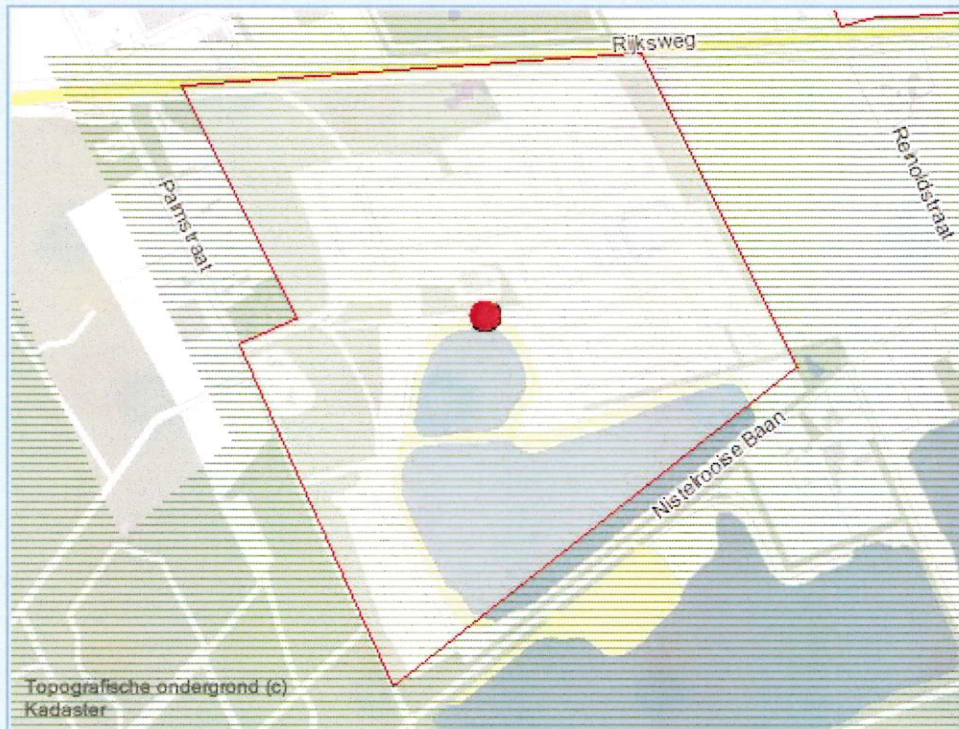 Rijksweg
Reinoldstraat
Palmstraat
Nistelrooise Baan
Topografische ondergrond (c)
Kadaster